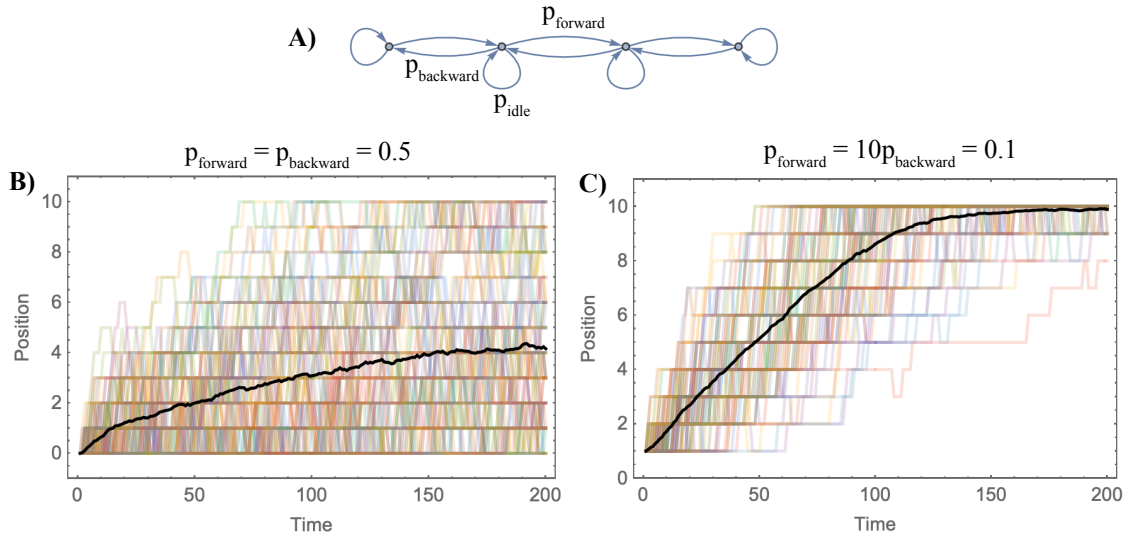 A)
p_forward
p_backward
p_idle
p_forward = p_backward = 0.5
B)
10
8
6
4
2
0
Position
0 50 100 150 200
Time
p_forward = 10p_backward = 0.1
C)
10
8
6
4
2
0
Position
0 50 100 150 200
Time